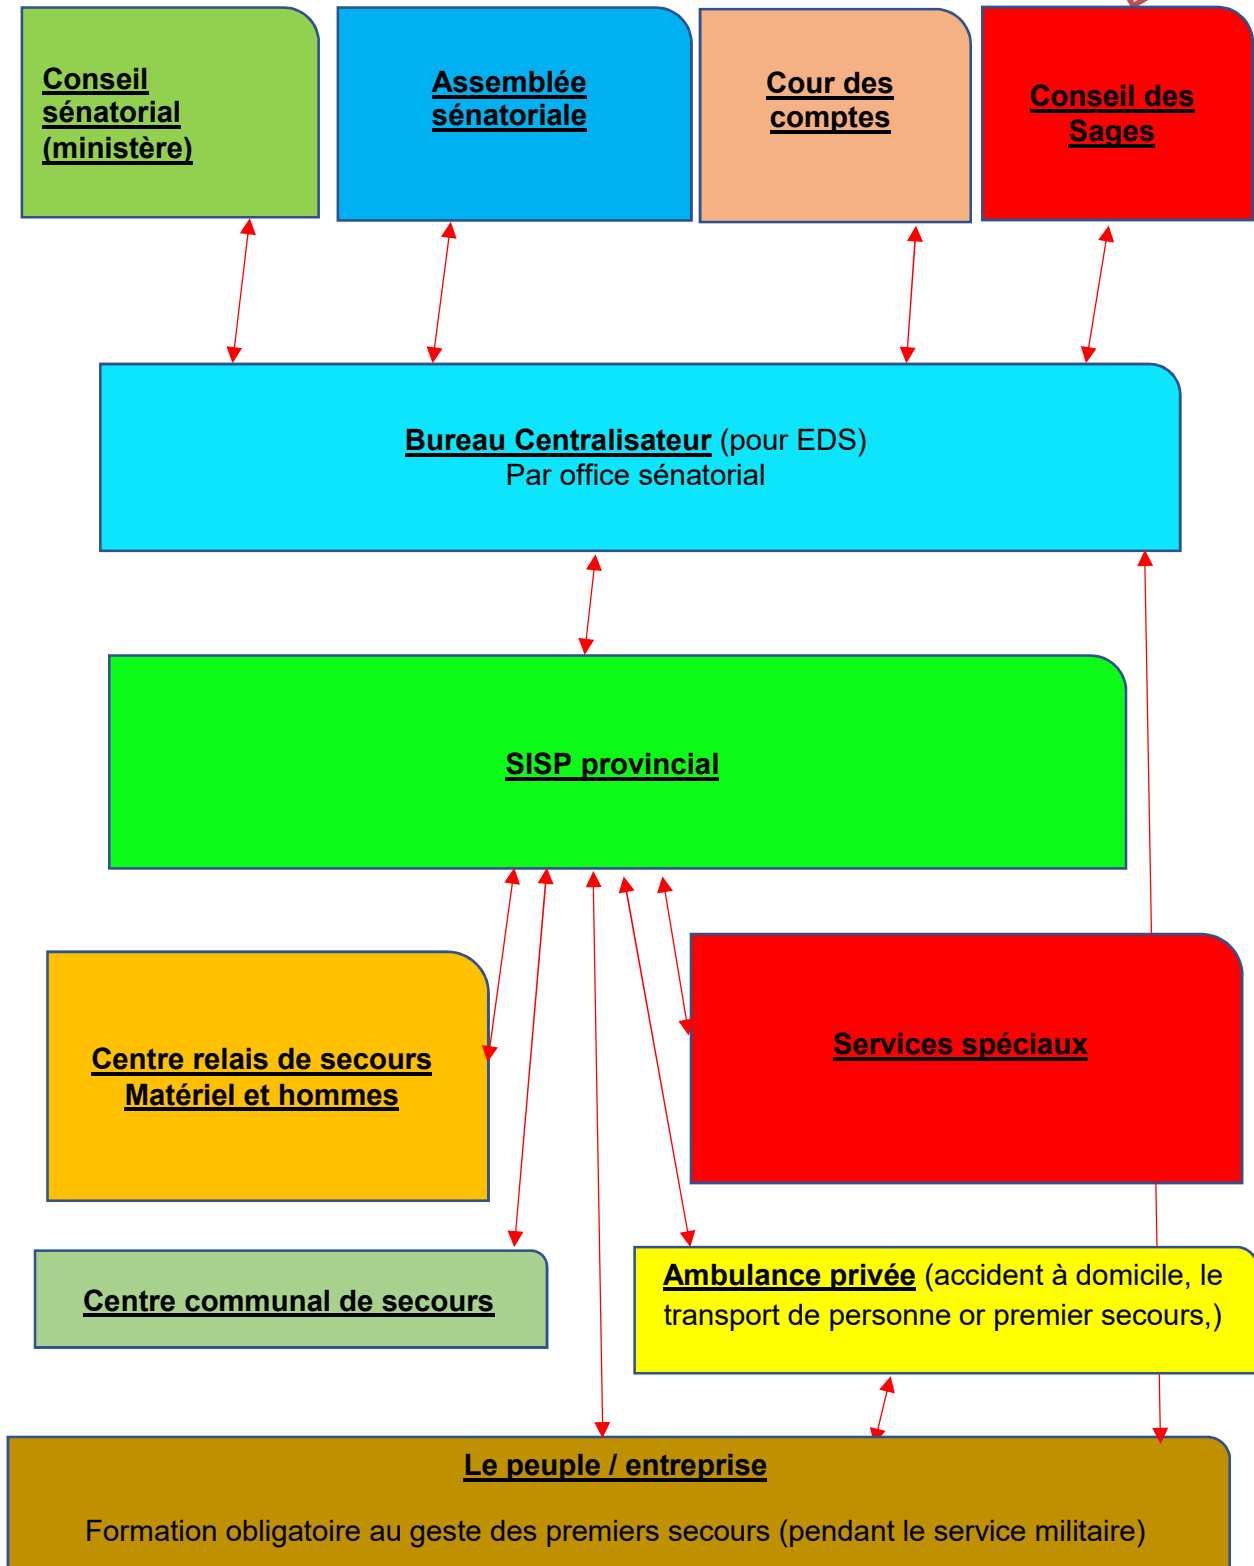 Conseil
sénatorial
(ministère)
Assemblée
sénatoriale
Cour des
comptes
Conseil des
Sages
Bureau Centralisateur (pour EDS)
Par office sénatorial
SISP provincial
Centre relais de secours
Matériel et hommes
Services spéciaux
Centre communal de secours
Ambulance privée (accident à domicile, le
transport de personne or premier secours,)
Le peuple / entreprise
Formation obligatoire au geste des premiers secours (pendant le service militaire)